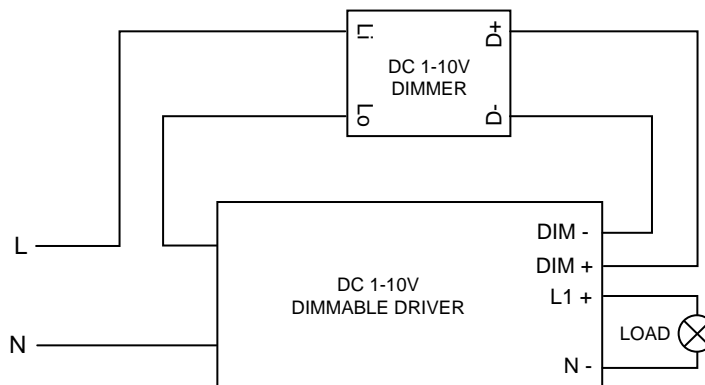 Li
D+
DC 1-10V
DIMMER
Lo
D-
L
DIM -
DIM +
DC 1-10V
DIMMABLE DRIVER
L1 +
LOAD
N
N -